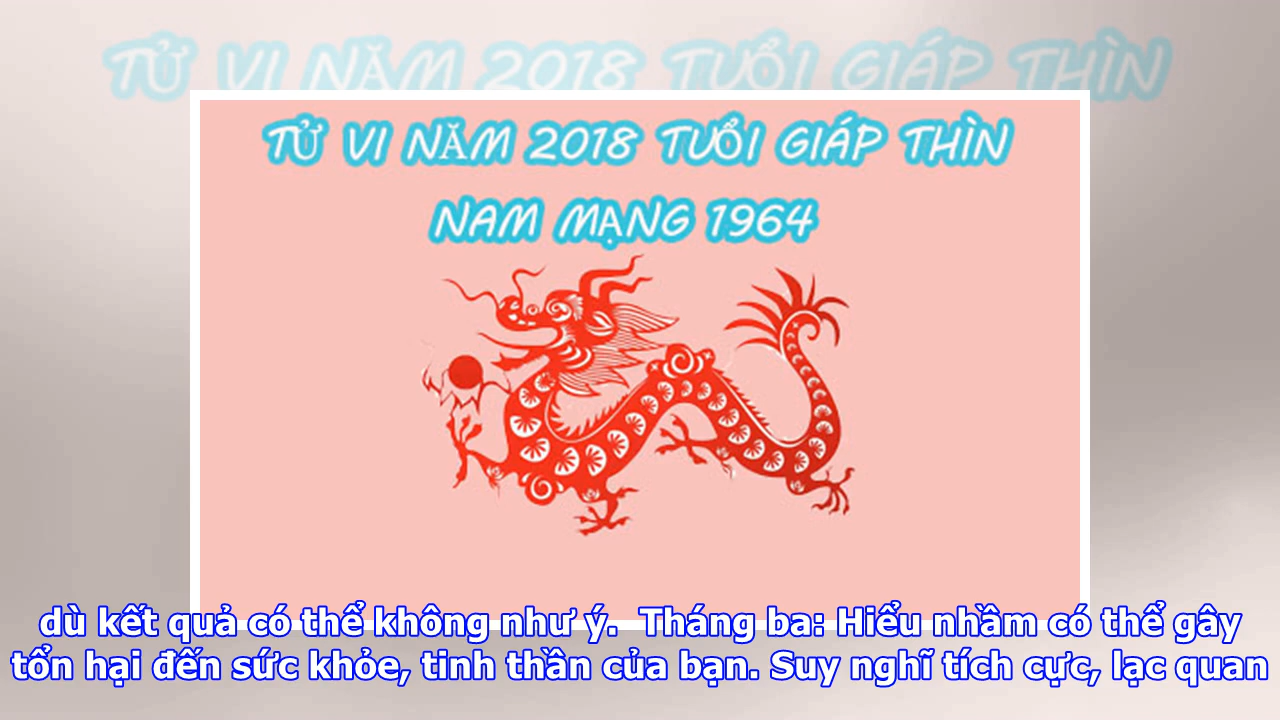 TỬ VI NĂM 2018 TUỔI GIÁP THÌN
TỬ VI NĂM 2018 TUỔI GIÁP THÌN
NAM MẠNG 1964
dù kết quả có thể không như ý.  Tháng ba: Hiểu nhầm có thể gây
tổn hại đến sức khỏe, tinh thần của bạn. Suy nghĩ tích cực, lạc quan